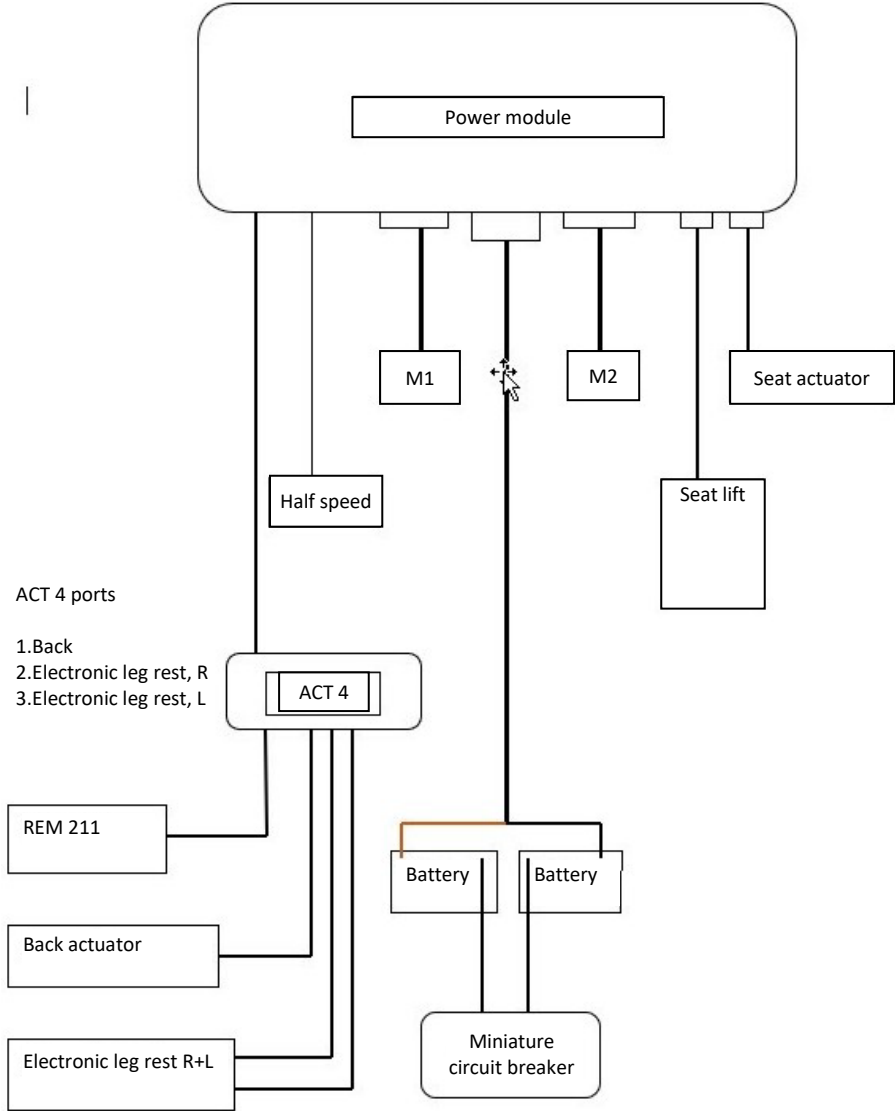 Power module
M1
M2
Seat actuator
Half speed
Seat lift
ACT 4 ports
1.Back
2.Electronic leg rest, R
3.Electronic leg rest, L
ACT 4
REM 211
Battery
Battery
Back actuator
Miniature
circuit breaker
Electronic leg rest R+L